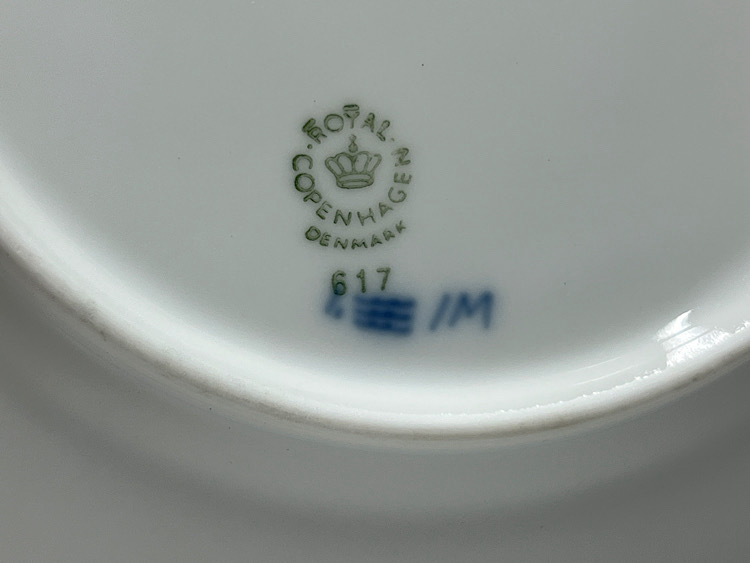 ROYAL
COPENHAGEN
DENMARK
617